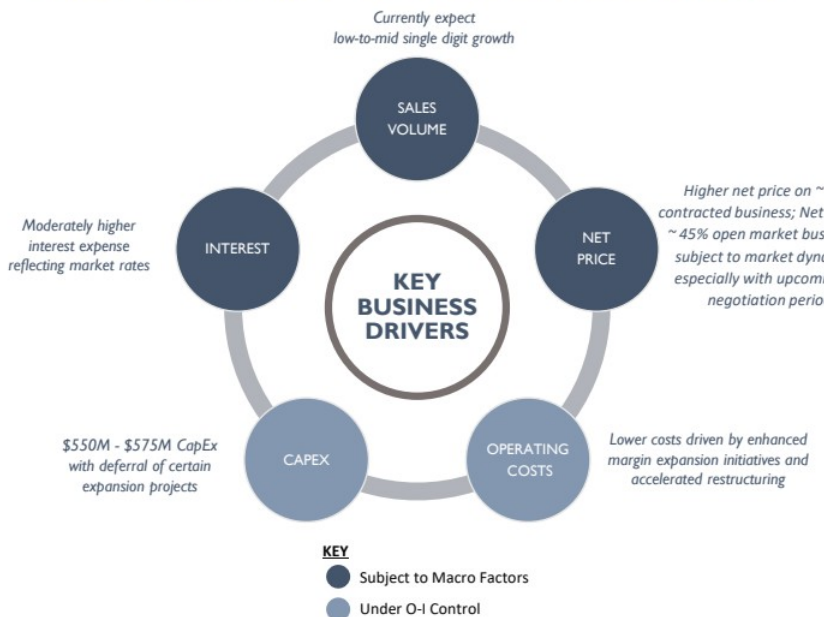 Currently expect
low-to-mid single digit growth
SALES
VOLUME
Moderately higher
interest expense
reflecting market rates
INTEREST
NET
PRICE
Higher net price on ~
contracted business; Net
~ 45% open market bus
subject to market dyna
especially with upcomi
negotiation perio
KEY
BUSINESS
DRIVERS
$550M - $575M CapEx
with deferral of certain
expansion projects
CAPEX
OPERATING
COSTS
Lower costs driven by enhanced
margin expansion initiatives and
accelerated restructuring
KEY
Subject to Macro Factors
Under O-I Control